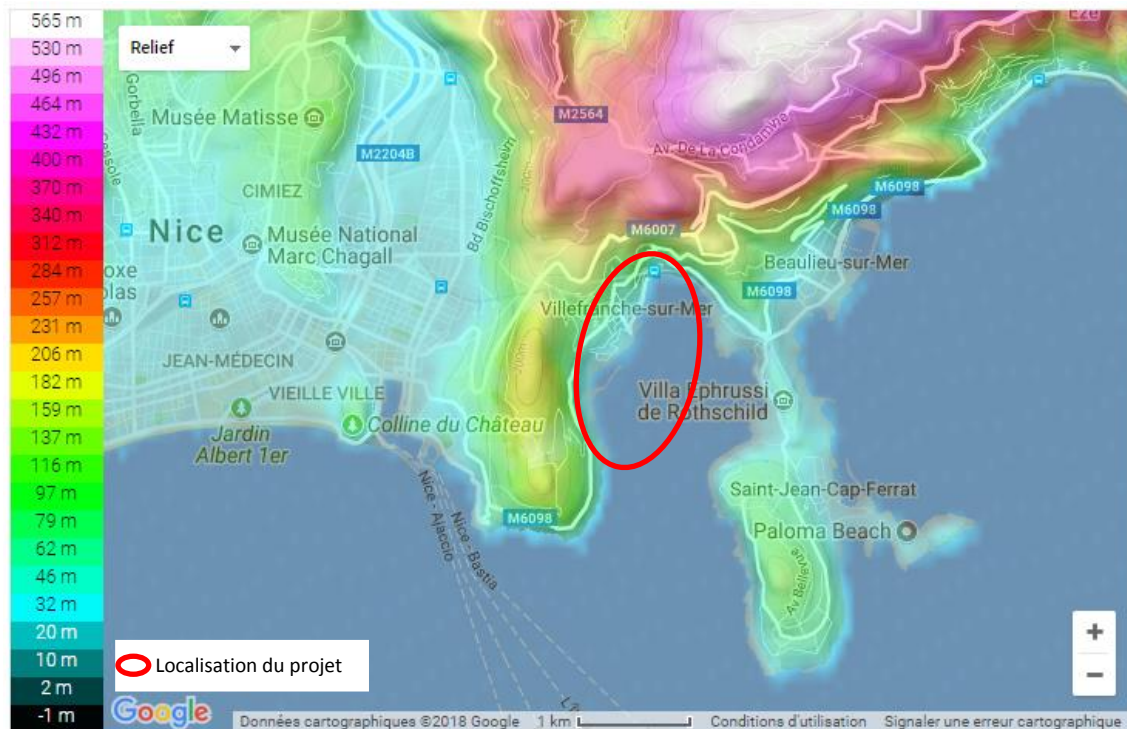 565 m
530 m
496 m
464 m
432 m
400 m
370 m
340 m
312 m
284 m
257 m
231 m
206 m
182 m
159 m
137 m
116 m
97 m
79 m
62 m
46 m
32 m
20 m
10 m
2 m
-1 m
Relief
Gorbella
Musée Matisse
M2204B
CIMIEZ
Nice
Musée National
Marc Chagall
Bd Bischoffsheim
M2564
Av. De La Condamine
Eze
200m
M6007
M6098
M6098
M6098
Beaulieu-sur-Mer
Villefranche-sur-Mer
JEAN-MÉDECIN
VIEILLE VILLE
Jardin
Albert 1er
Colline du Château
200m
Villa Ephrussi
de Rothschild
M6098
Saint-Jean-Cap-Ferrat
Paloma Beach
Av Bellevue
Nice - Ajaccio
Nice - Bastia
Localisation du projet
+
−
Google
Données cartographiques ©2018 Google
1 km
Conditions d'utilisation
Signaler une erreur cartographique